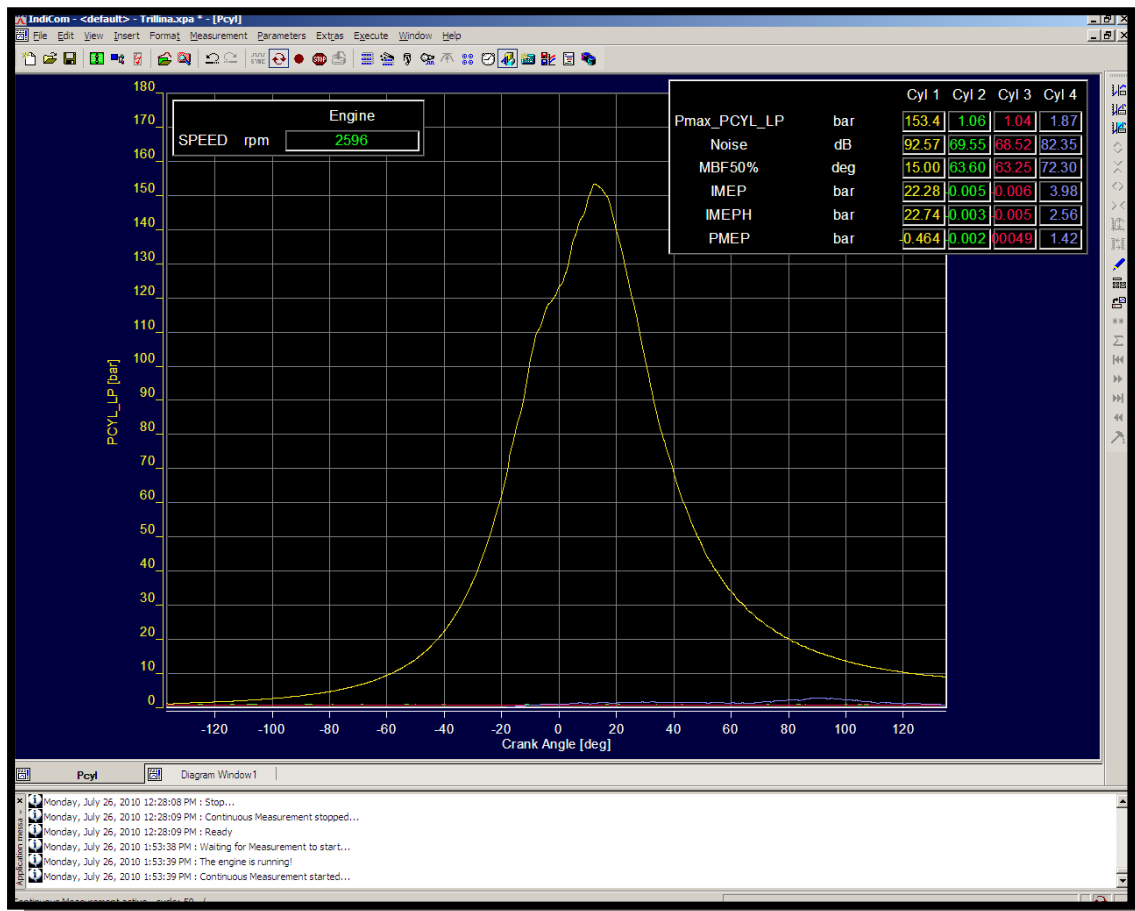 IndiCom - <default> - Trillina.xpa * - [Pcyl]
File Edit View Insert Format Measurement Parameters Extras Execute Window Help
SYNC STOP
Engine
SPEED rpm 2596
Cyl 1 Cyl 2 Cyl 3 Cyl 4
Pmax_PCYL_LP bar 153.4 1.06 1.04 1.87
Noise dB 92.57 69.55 68.52 82.35
MBF50% deg 15.00 63.60 63.25 72.30
IMEP bar 22.28 -0.005 -0.006 3.98
IMEPH bar 22.74 -0.003 -0.005 2.56
PMEP bar -0.464 -0.002 00049 1.42
180
170
160
150
140
130
120
110
100
90
80
70
60
50
40
30
20
10
0
PCYL_LP [bar]
-120 -100 -80 -60 -40 -20 0 20 40 60 80 100 120
Crank Angle [deg]
Pcyl Diagram Window1
Application messa
Monday, July 26, 2010 12:28:08 PM : Stop...
Monday, July 26, 2010 12:28:09 PM : Continuous Measurement stopped...
Monday, July 26, 2010 12:28:09 PM : Ready
Monday, July 26, 2010 1:53:38 PM : Waiting for Measurement to start...
Monday, July 26, 2010 1:53:39 PM : The engine is running!
Monday, July 26, 2010 1:53:39 PM : Continuous Measurement started...